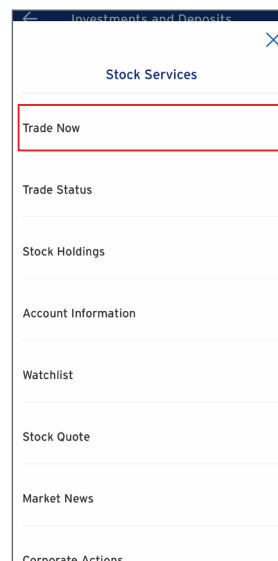 Investments and Deposits
Stock Services
Trade Now
Trade Status
Stock Holdings
Account Information
Watchlist
Stock Quote
Market News
Corporate Actions